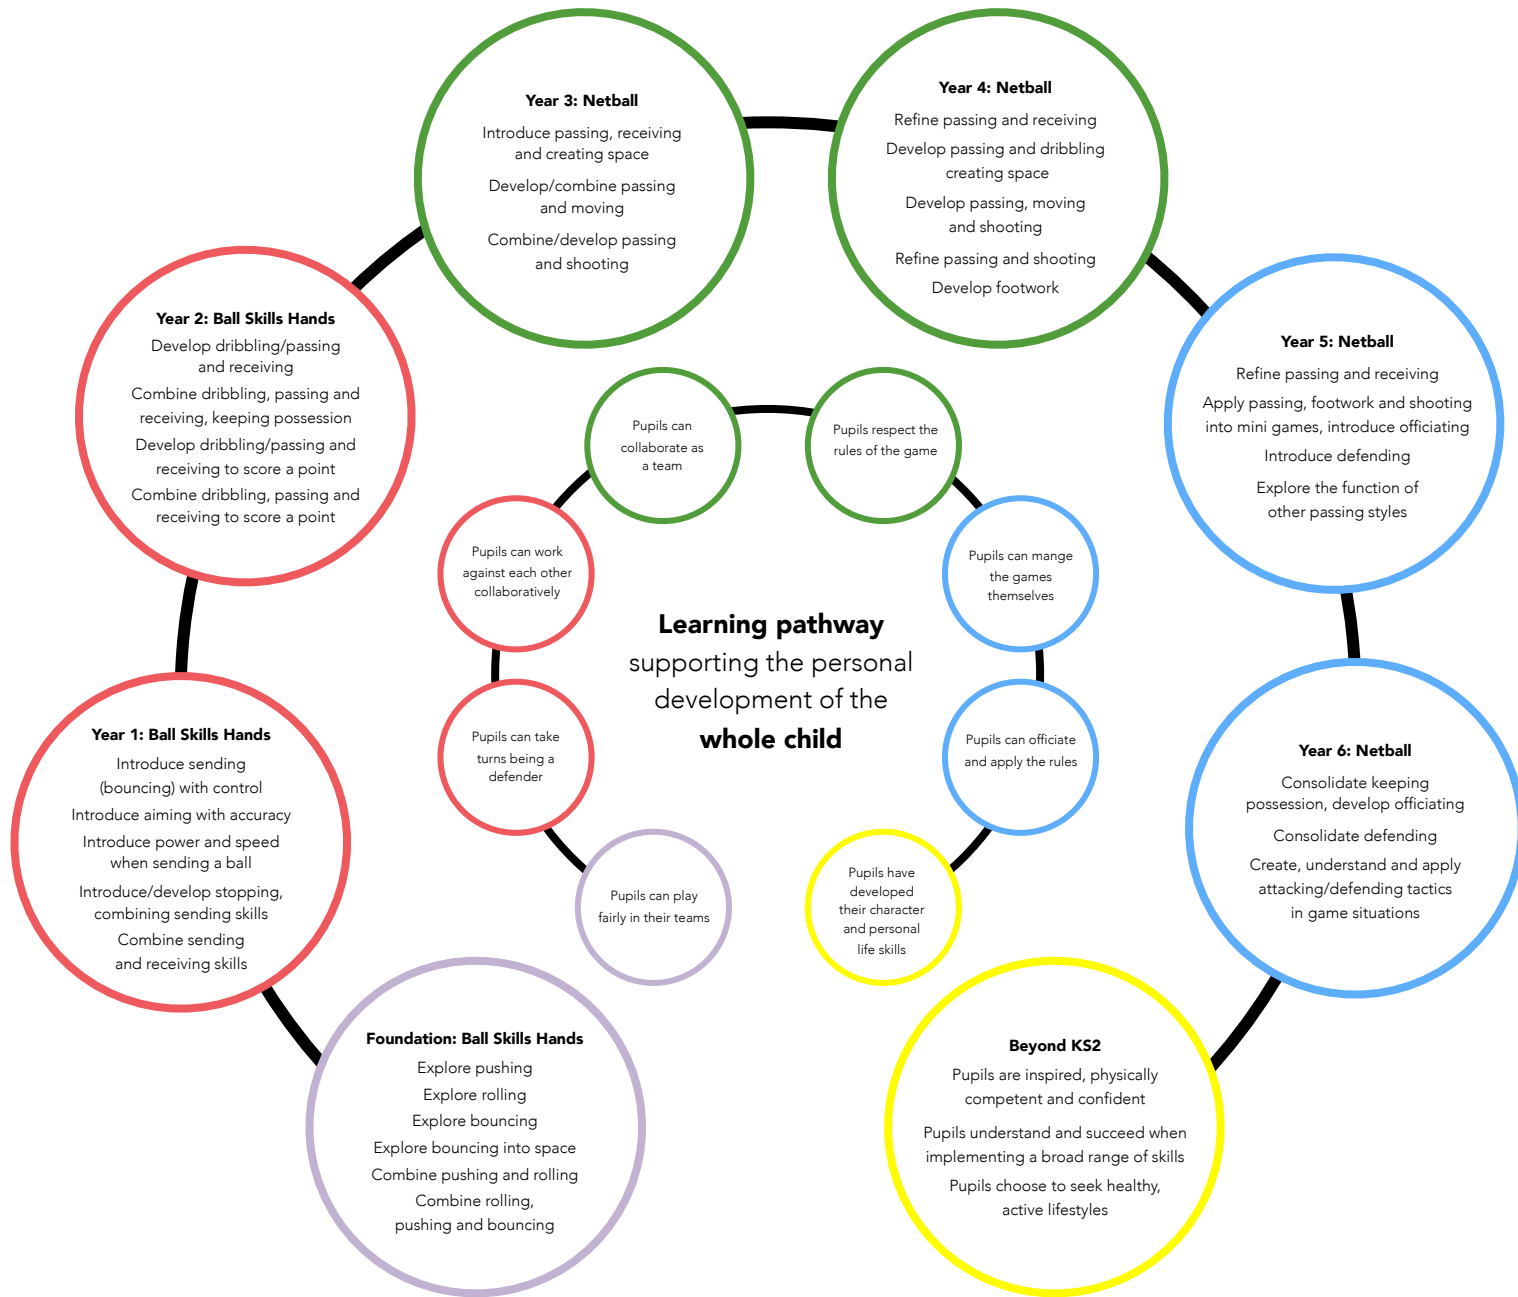 Year 3: Netball
Introduce passing, receiving
and creating space
Develop/combine passing
and moving
Combine/develop passing
and shooting
Year 4: Netball
Refine passing and receiving
Develop passing and dribbling
creating space
Develop passing, moving
and shooting
Refine passing and shooting
Develop footwork
Year 2: Ball Skills Hands
Develop dribbling/passing
and receiving
Combine dribbling, passing and
receiving, keeping possession
Develop dribbling/passing and
receiving to score a point
Combine dribbling, passing and
receiving to score a point
Year 5: Netball
Refine passing and receiving
Apply passing, footwork and shooting
into mini games, introduce officiating
Introduce defending
Explore the function of
other passing styles
Pupils can
collaborate as
a team
Pupils respect the
rules of the game
Pupils can work
against each other
collaboratively
Pupils can mange
the games
themselves
Learning pathway
supporting the personal
development of the
whole child
Pupils can take
turns being a
defender
Pupils can officiate
and apply the rules
Year 1: Ball Skills Hands
Introduce sending
(bouncing) with control
Introduce aiming with accuracy
Introduce power and speed
when sending a ball
Introduce/develop stopping,
combining sending skills
Combine sending
and receiving skills
Year 6: Netball
Consolidate keeping
possession, develop officiating
Consolidate defending
Create, understand and apply
attacking/defending tactics
in game situations
Pupils can play
fairly in their teams
Pupils have
developed
their character
and personal
life skills
Foundation: Ball Skills Hands
Explore pushing
Explore rolling
Explore bouncing
Explore bouncing into space
Combine pushing and rolling
Combine rolling,
pushing and bouncing
Beyond KS2
Pupils are inspired, physically
competent and confident
Pupils understand and succeed when
implementing a broad range of skills
Pupils choose to seek healthy,
active lifestyles